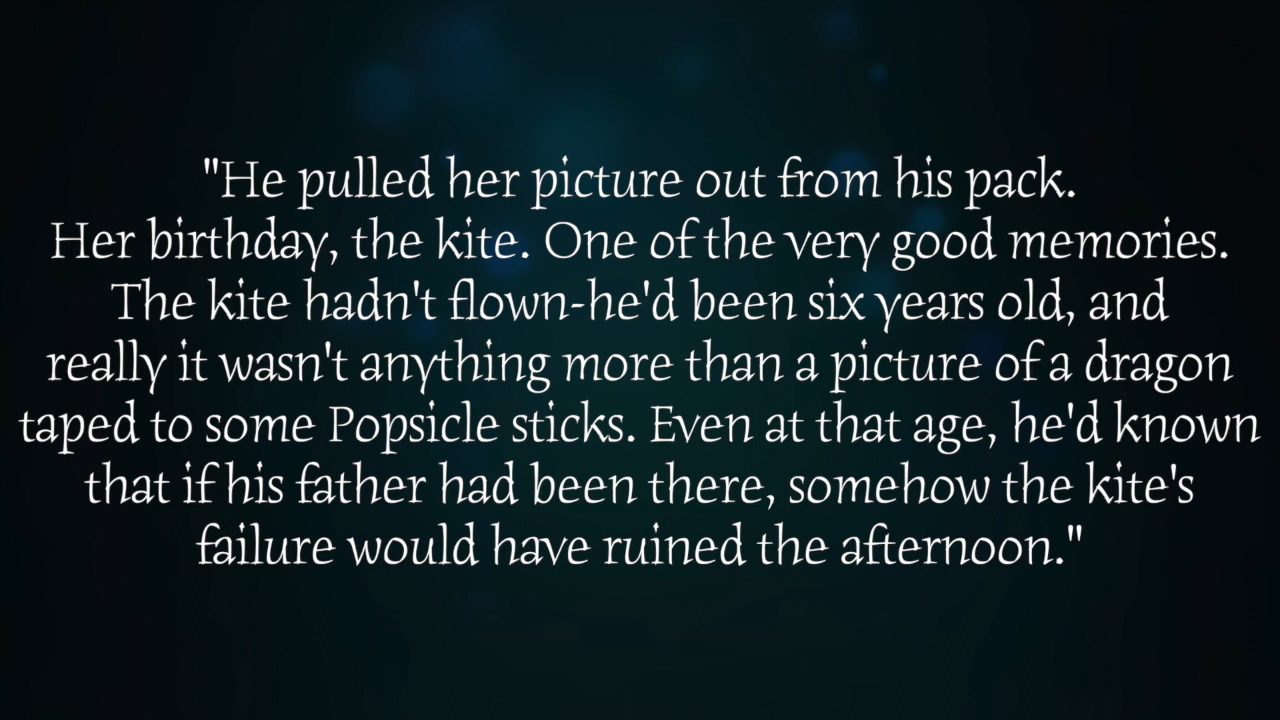 "He pulled her picture out from his pack.
Her birthday, the kite. One of the very good memories.
The kite hadn't flown-he'd been six years old, and
really it wasn't anything more than a picture of a dragon
taped to some Popsicle sticks. Even at that age, he'd known
that if his father had been there, somehow the kite's
failure would have ruined the afternoon."